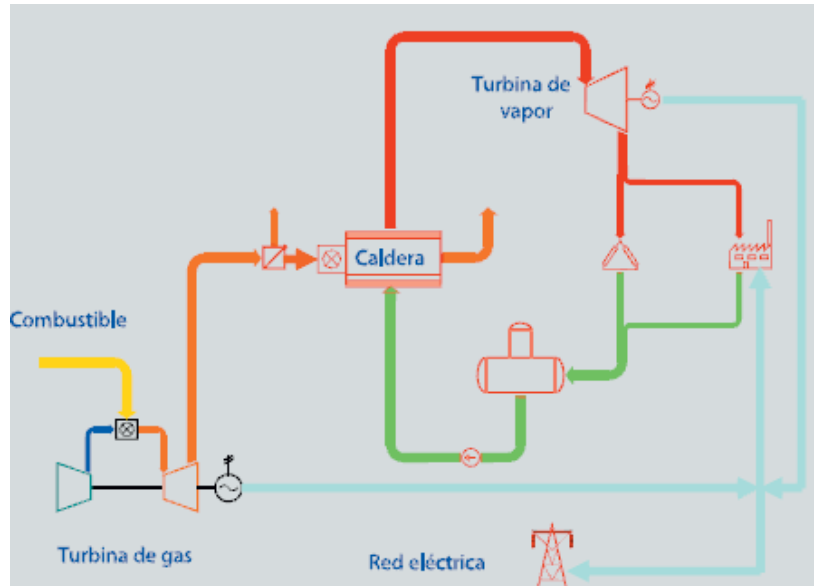 Turbina de
vapor
Caldera
Combustible
Turbina de gas
Red eléctrica